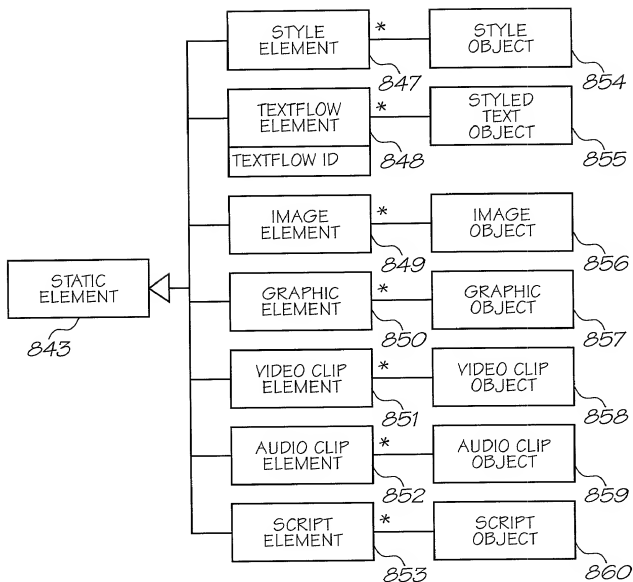 STYLE
ELEMENT
*
STYLE
OBJECT
847
854
TEXTFLOW
ELEMENT
*
STYLED
TEXT
OBJECT
TEXTFLOW ID
848
855
IMAGE
ELEMENT
*
IMAGE
OBJECT
849
856
STATIC
ELEMENT
843
GRAPHIC
ELEMENT
*
GRAPHIC
OBJECT
850
857
VIDEO CLIP
ELEMENT
*
VIDEO CLIP
OBJECT
851
858
AUDIO CLIP
ELEMENT
*
AUDIO CLIP
OBJECT
852
859
SCRIPT
ELEMENT
*
SCRIPT
OBJECT
853
860